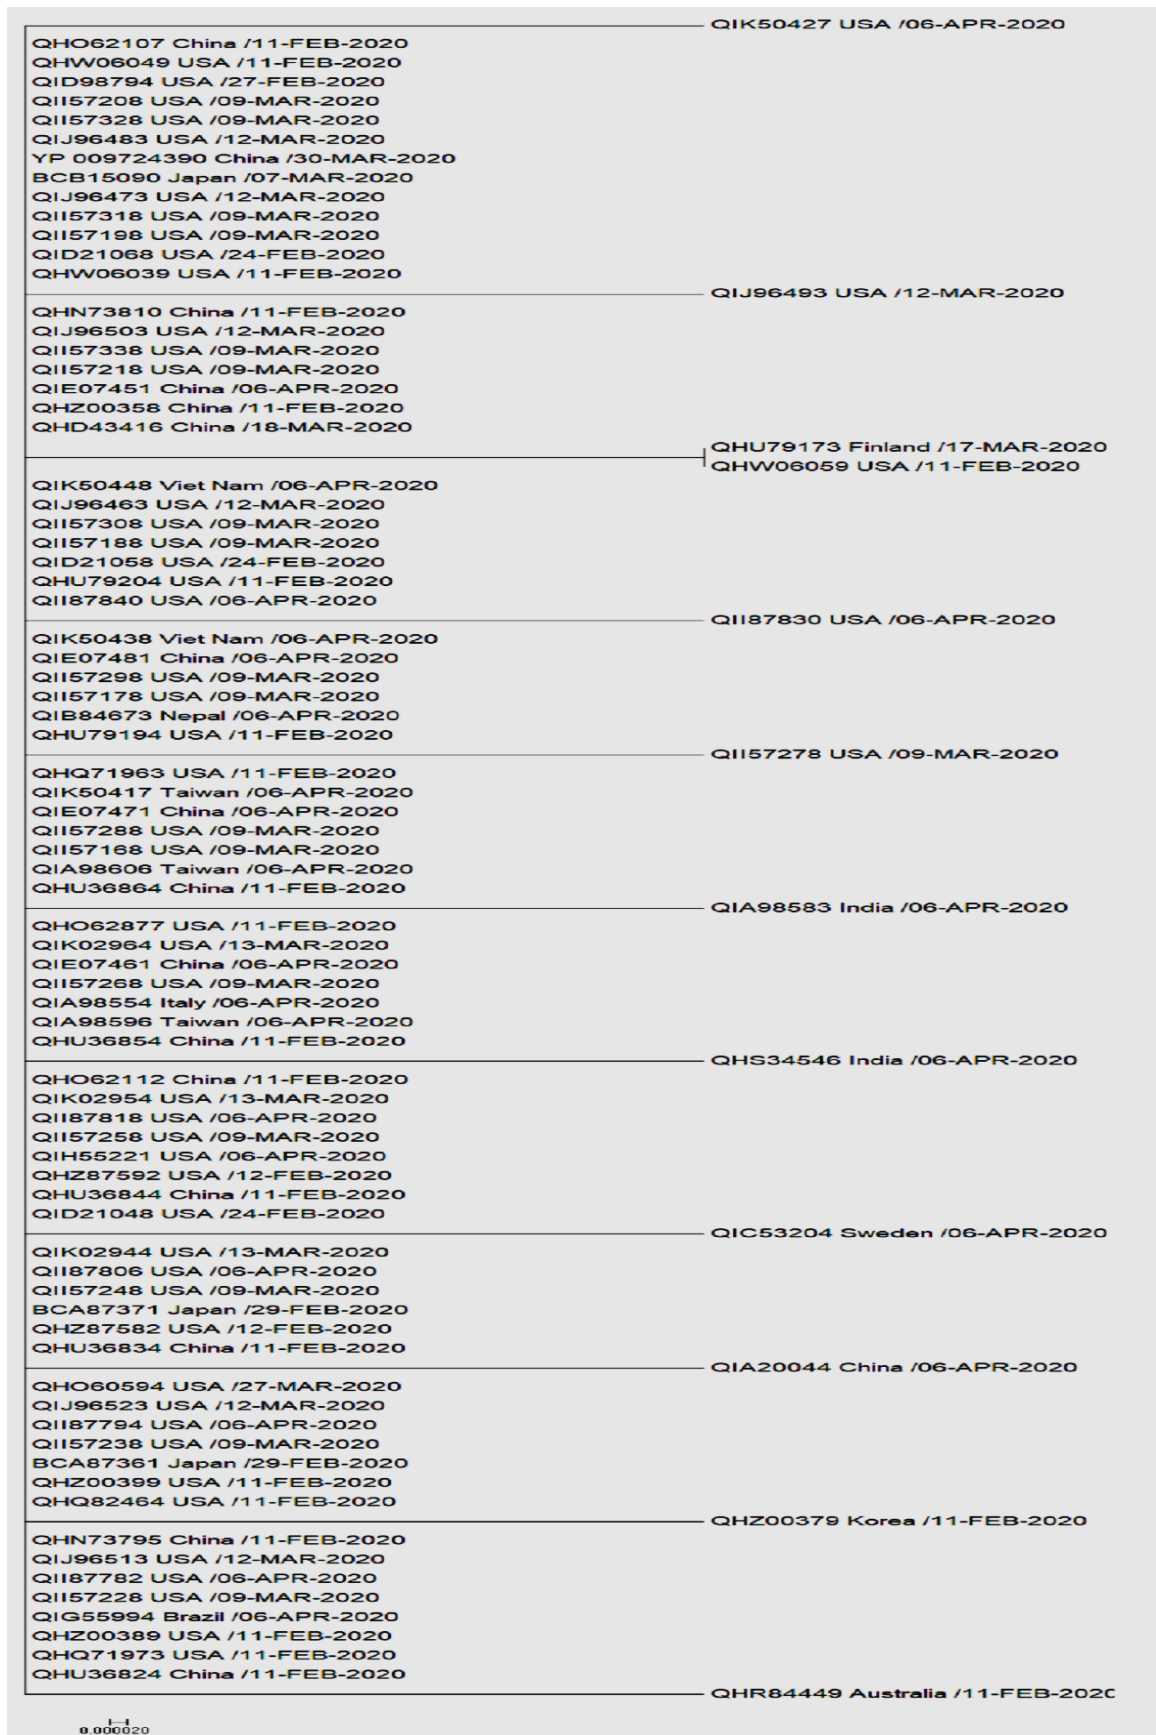 QIK50427 USA /06-APR-2020
QHO62107 China /11-FEB-2020
QHW06049 USA /11-FEB-2020
QID98794 USA /27-FEB-2020
QII57208 USA /09-MAR-2020
QII57328 USA /09-MAR-2020
QIJ96483 USA /12-MAR-2020
YP 009724390 China /30-MAR-2020
BCB15090 Japan /07-MAR-2020
QIJ96473 USA /12-MAR-2020
QII57318 USA /09-MAR-2020
QII57198 USA /09-MAR-2020
QID21068 USA /24-FEB-2020
QHW06039 USA /11-FEB-2020
QIJ96493 USA /12-MAR-2020
QHN73810 China /11-FEB-2020
QIJ96503 USA /12-MAR-2020
QII57338 USA /09-MAR-2020
QII57218 USA /09-MAR-2020
QIE07451 China /06-APR-2020
QHZ00358 China /11-FEB-2020
QHD43416 China /18-MAR-2020
QHU79173 Finland /17-MAR-2020
QHW06059 USA /11-FEB-2020
QIK50448 Viet Nam /06-APR-2020
QIJ96463 USA /12-MAR-2020
QII57308 USA /09-MAR-2020
QII57188 USA /09-MAR-2020
QID21058 USA /24-FEB-2020
QHU79204 USA /11-FEB-2020
QII87840 USA /06-APR-2020
QII87830 USA /06-APR-2020
QIK50438 Viet Nam /06-APR-2020
QIE07481 China /06-APR-2020
QII57298 USA /09-MAR-2020
QII57178 USA /09-MAR-2020
QIB84673 Nepal /06-APR-2020
QHU79194 USA /11-FEB-2020
QII57278 USA /09-MAR-2020
QHQ71963 USA /11-FEB-2020
QIK50417 Taiwan /06-APR-2020
QIE07471 China /06-APR-2020
QII57288 USA /09-MAR-2020
QII57168 USA /09-MAR-2020
QIA98606 Taiwan /06-APR-2020
QHU36864 China /11-FEB-2020
QIA98583 India /06-APR-2020
QHO62877 USA /11-FEB-2020
QIK02964 USA /13-MAR-2020
QIE07461 China /06-APR-2020
QII57268 USA /09-MAR-2020
QIA98554 Italy /06-APR-2020
QIA98596 Taiwan /06-APR-2020
QHU36854 China /11-FEB-2020
QHS34546 India /06-APR-2020
QHO62112 China /11-FEB-2020
QIK02954 USA /13-MAR-2020
QII87818 USA /06-APR-2020
QII57258 USA /09-MAR-2020
QIH55221 USA /06-APR-2020
QHZ87592 USA /12-FEB-2020
QHU36844 China /11-FEB-2020
QID21048 USA /24-FEB-2020
QIC53204 Sweden /06-APR-2020
QIK02944 USA /13-MAR-2020
QII87806 USA /06-APR-2020
QII57248 USA /09-MAR-2020
BCA87371 Japan /29-FEB-2020
QHZ87582 USA /12-FEB-2020
QHU36834 China /11-FEB-2020
QIA20044 China /06-APR-2020
QHO60594 USA /27-MAR-2020
QIJ96523 USA /12-MAR-2020
QII87794 USA /06-APR-2020
QII57238 USA /09-MAR-2020
BCA87361 Japan /29-FEB-2020
QHZ00399 USA /11-FEB-2020
QHQ82464 USA /11-FEB-2020
QHZ00379 Korea /11-FEB-2020
QHN73795 China /11-FEB-2020
QIJ96513 USA /12-MAR-2020
QII87782 USA /06-APR-2020
QII57228 USA /09-MAR-2020
QIG55994 Brazil /06-APR-2020
QHZ00389 USA /11-FEB-2020
QHQ71973 USA /11-FEB-2020
QHU36824 China /11-FEB-2020
QHR84449 Australia /11-FEB-2020
0.000020